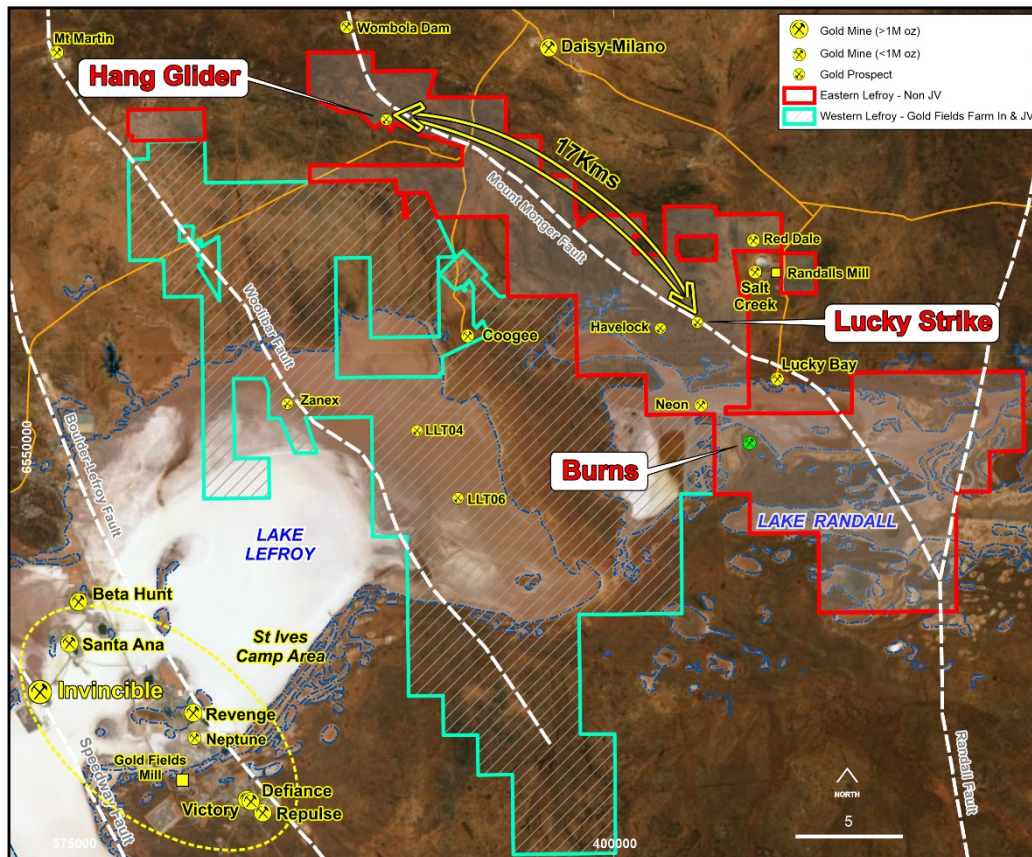 Mt Martin
Wombola Dam
Daisy-Milano
Hang Glider
Gold Mine (>1M oz)
Gold Mine (<1M oz)
Gold Prospect
Eastern Lefroy - Non JV
Western Lefroy - Gold Fields Farm In & JV
17Kms
Mount Monger Fault
Red Dale
Randalls Mill
Salt
Creek
Woolibar Fault
Coogee
Havelock
Lucky Strike
Lucky Bay
Zanex
Neon
LLT04
Boulder-Lefroy Fault
6550000
Burns
LLT06
LAKE
LEFROY
LAKE RANDALL
Beta Hunt
Santa Ana
St Ives
Camp Area
Invincible
Revenge
Neptune
Gold Fields
Mill
Speedway Fault
Defiance
Victory
Repulse
Randall Fault
NORTH
5
375000
400000